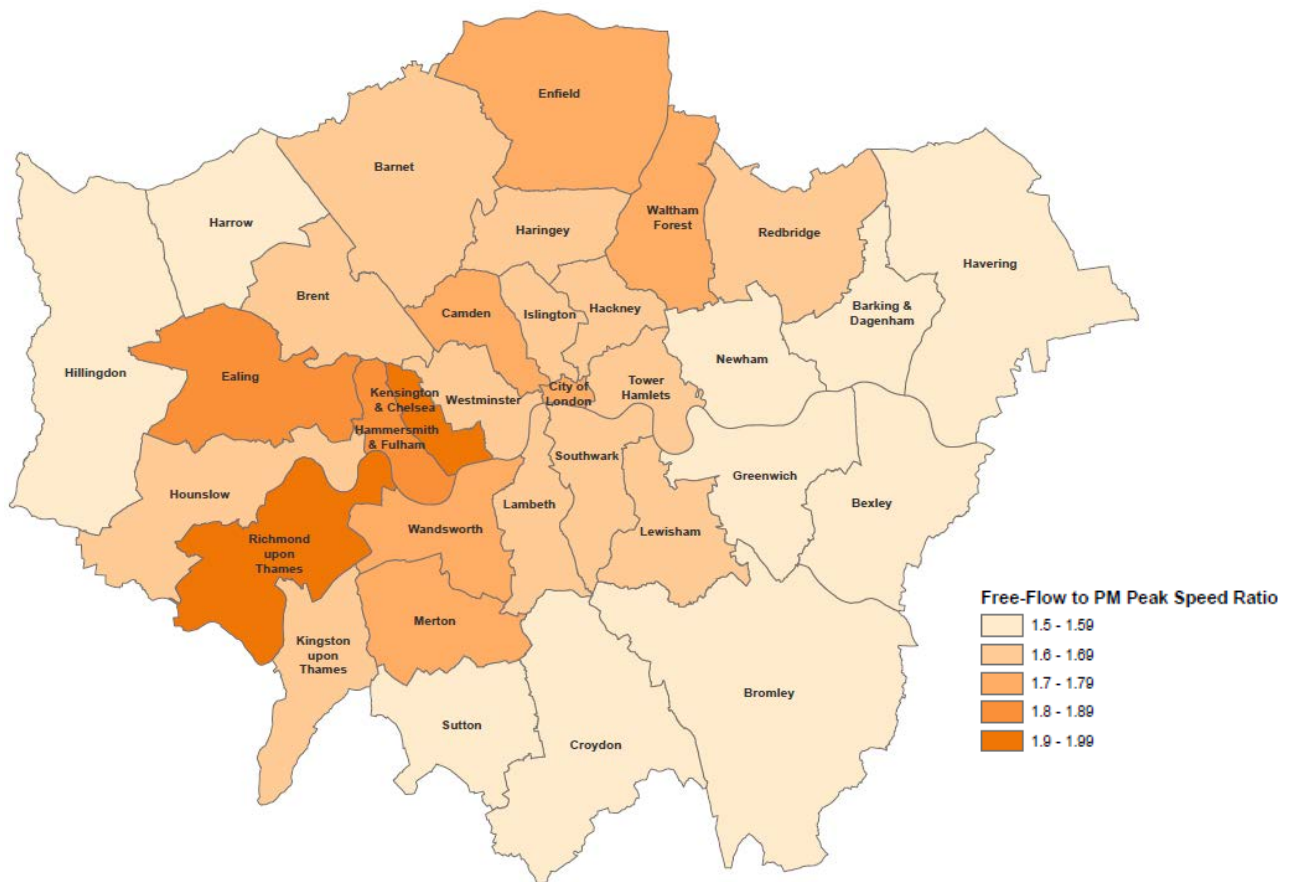 Enfield
Barnet
Harrow
Haringey
Waltham
Forest
Redbridge
Havering
Brent
Camden
Islington
Hackney
Barking &
Dagenham
Hillingdon
Ealing
Kensington
& Chelsea
Westminster
City of
London
Tower
Hamlets
Newham
Hammersmith
& Fulham
Hounslow
Southwark
Greenwich
Bexley
Lambeth
Wandsworth
Lewisham
Richmond
upon
Thames
Merton
Kingston
upon
Thames
Sutton
Croydon
Bromley
Free-Flow to PM Peak Speed Ratio
1.5 - 1.59
1.6 - 1.69
1.7 - 1.79
1.8 - 1.89
1.9 - 1.99